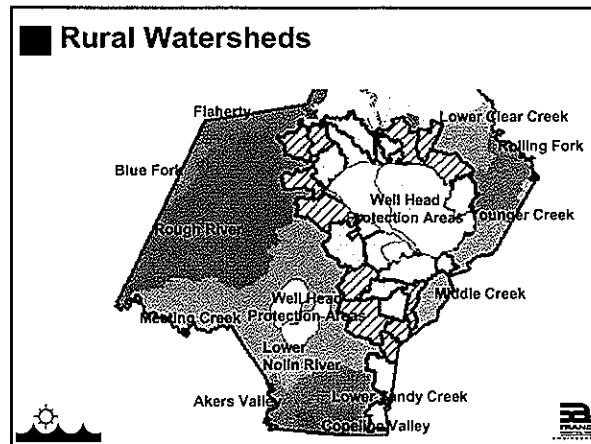 Rural Watersheds
Flaherty
Lower Clear Creek
Rolling Fork
Blue Fork
Well Head
Protection Areas
Younger Creek
Rough River
Middle Creek
Well Head
Protection Areas
Meeting Creek
Lower
Nolin River
Akers Valley
Lower Sandy Creek
Copelin Valley